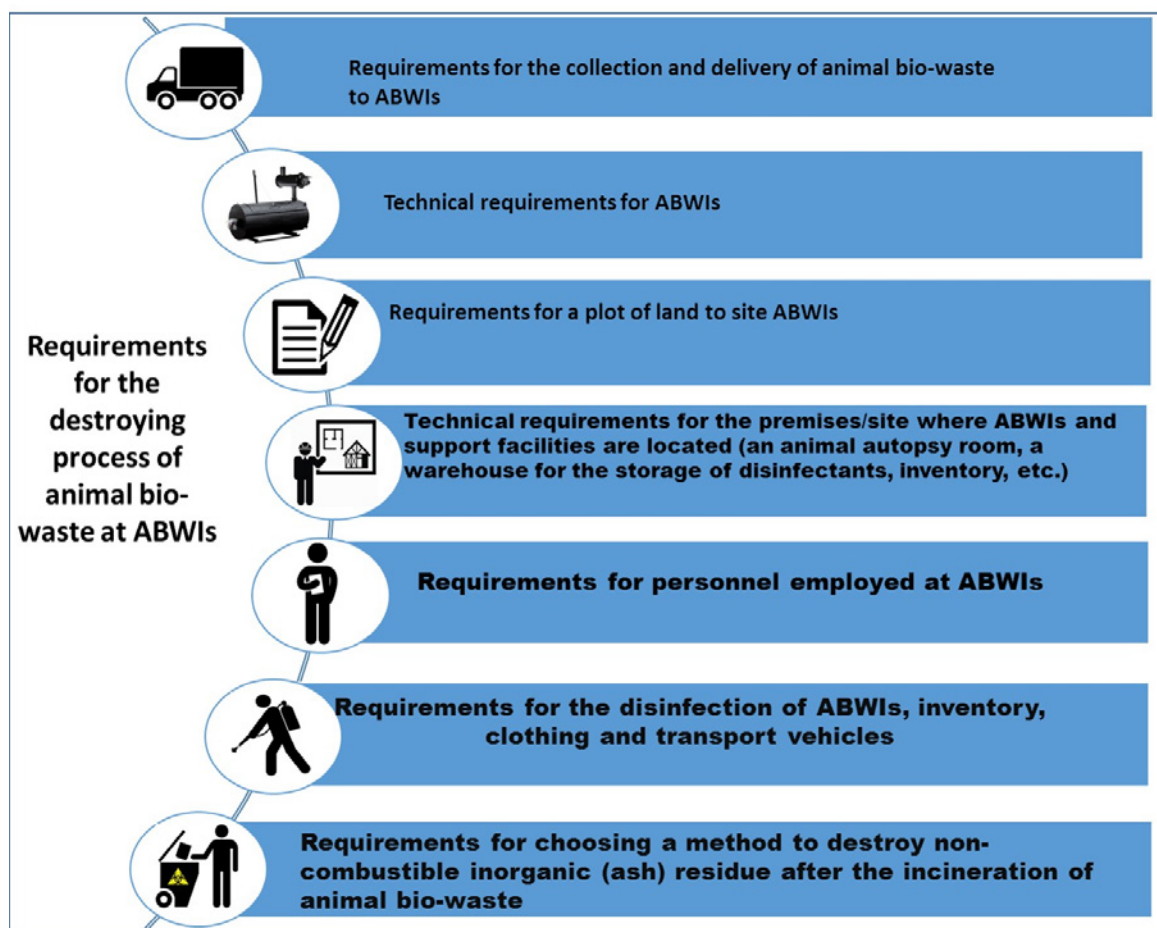 Requirements for the collection and delivery of animal bio-waste
to ABWIs
Technical requirements for ABWIs
Requirements for a plot of land to site ABWIs
Requirements
for the
destroying
process of
animal bio-
waste at ABWIs
Technical requirements for the premises/site where ABWIs and
support facilities are located (an animal autopsy room, a
warehouse for the storage of disinfectants, inventory, etc.)
Requirements for personnel employed at ABWIs
Requirements for the disinfection of ABWIs, inventory,
clothing and transport vehicles
Requirements for choosing a method to destroy non-
combustible inorganic (ash) residue after the incineration of
animal bio-waste